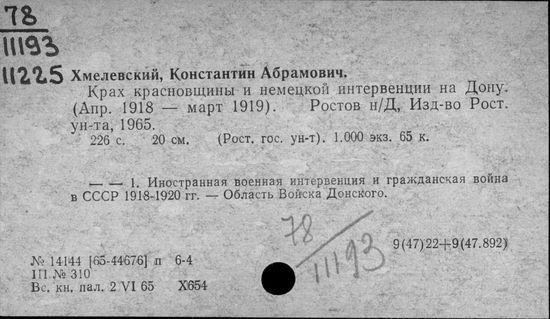 78
11193
11225
Хмелевский, Константин Абрамович.
Крах красновщины и немецкой интервенции на Дону.
(Апр. 1918 — март 1919). Ростов н/Д, Изд-во Рост.
ун-та, 1965.
226 с. 20 см. (Рост. гос. ун-т). 1.000 экз. 65 к.
— — 1. Иностранная военная интервенция и гражданская война
в СССР 1918-1920 гг. — Область Войска Донского.
78
11193
9(47)22+9(47.892)
№ 14144 [65-44676] п 6-4
1П № 310
Вс. кн. пал. 2 VI 65 Х654